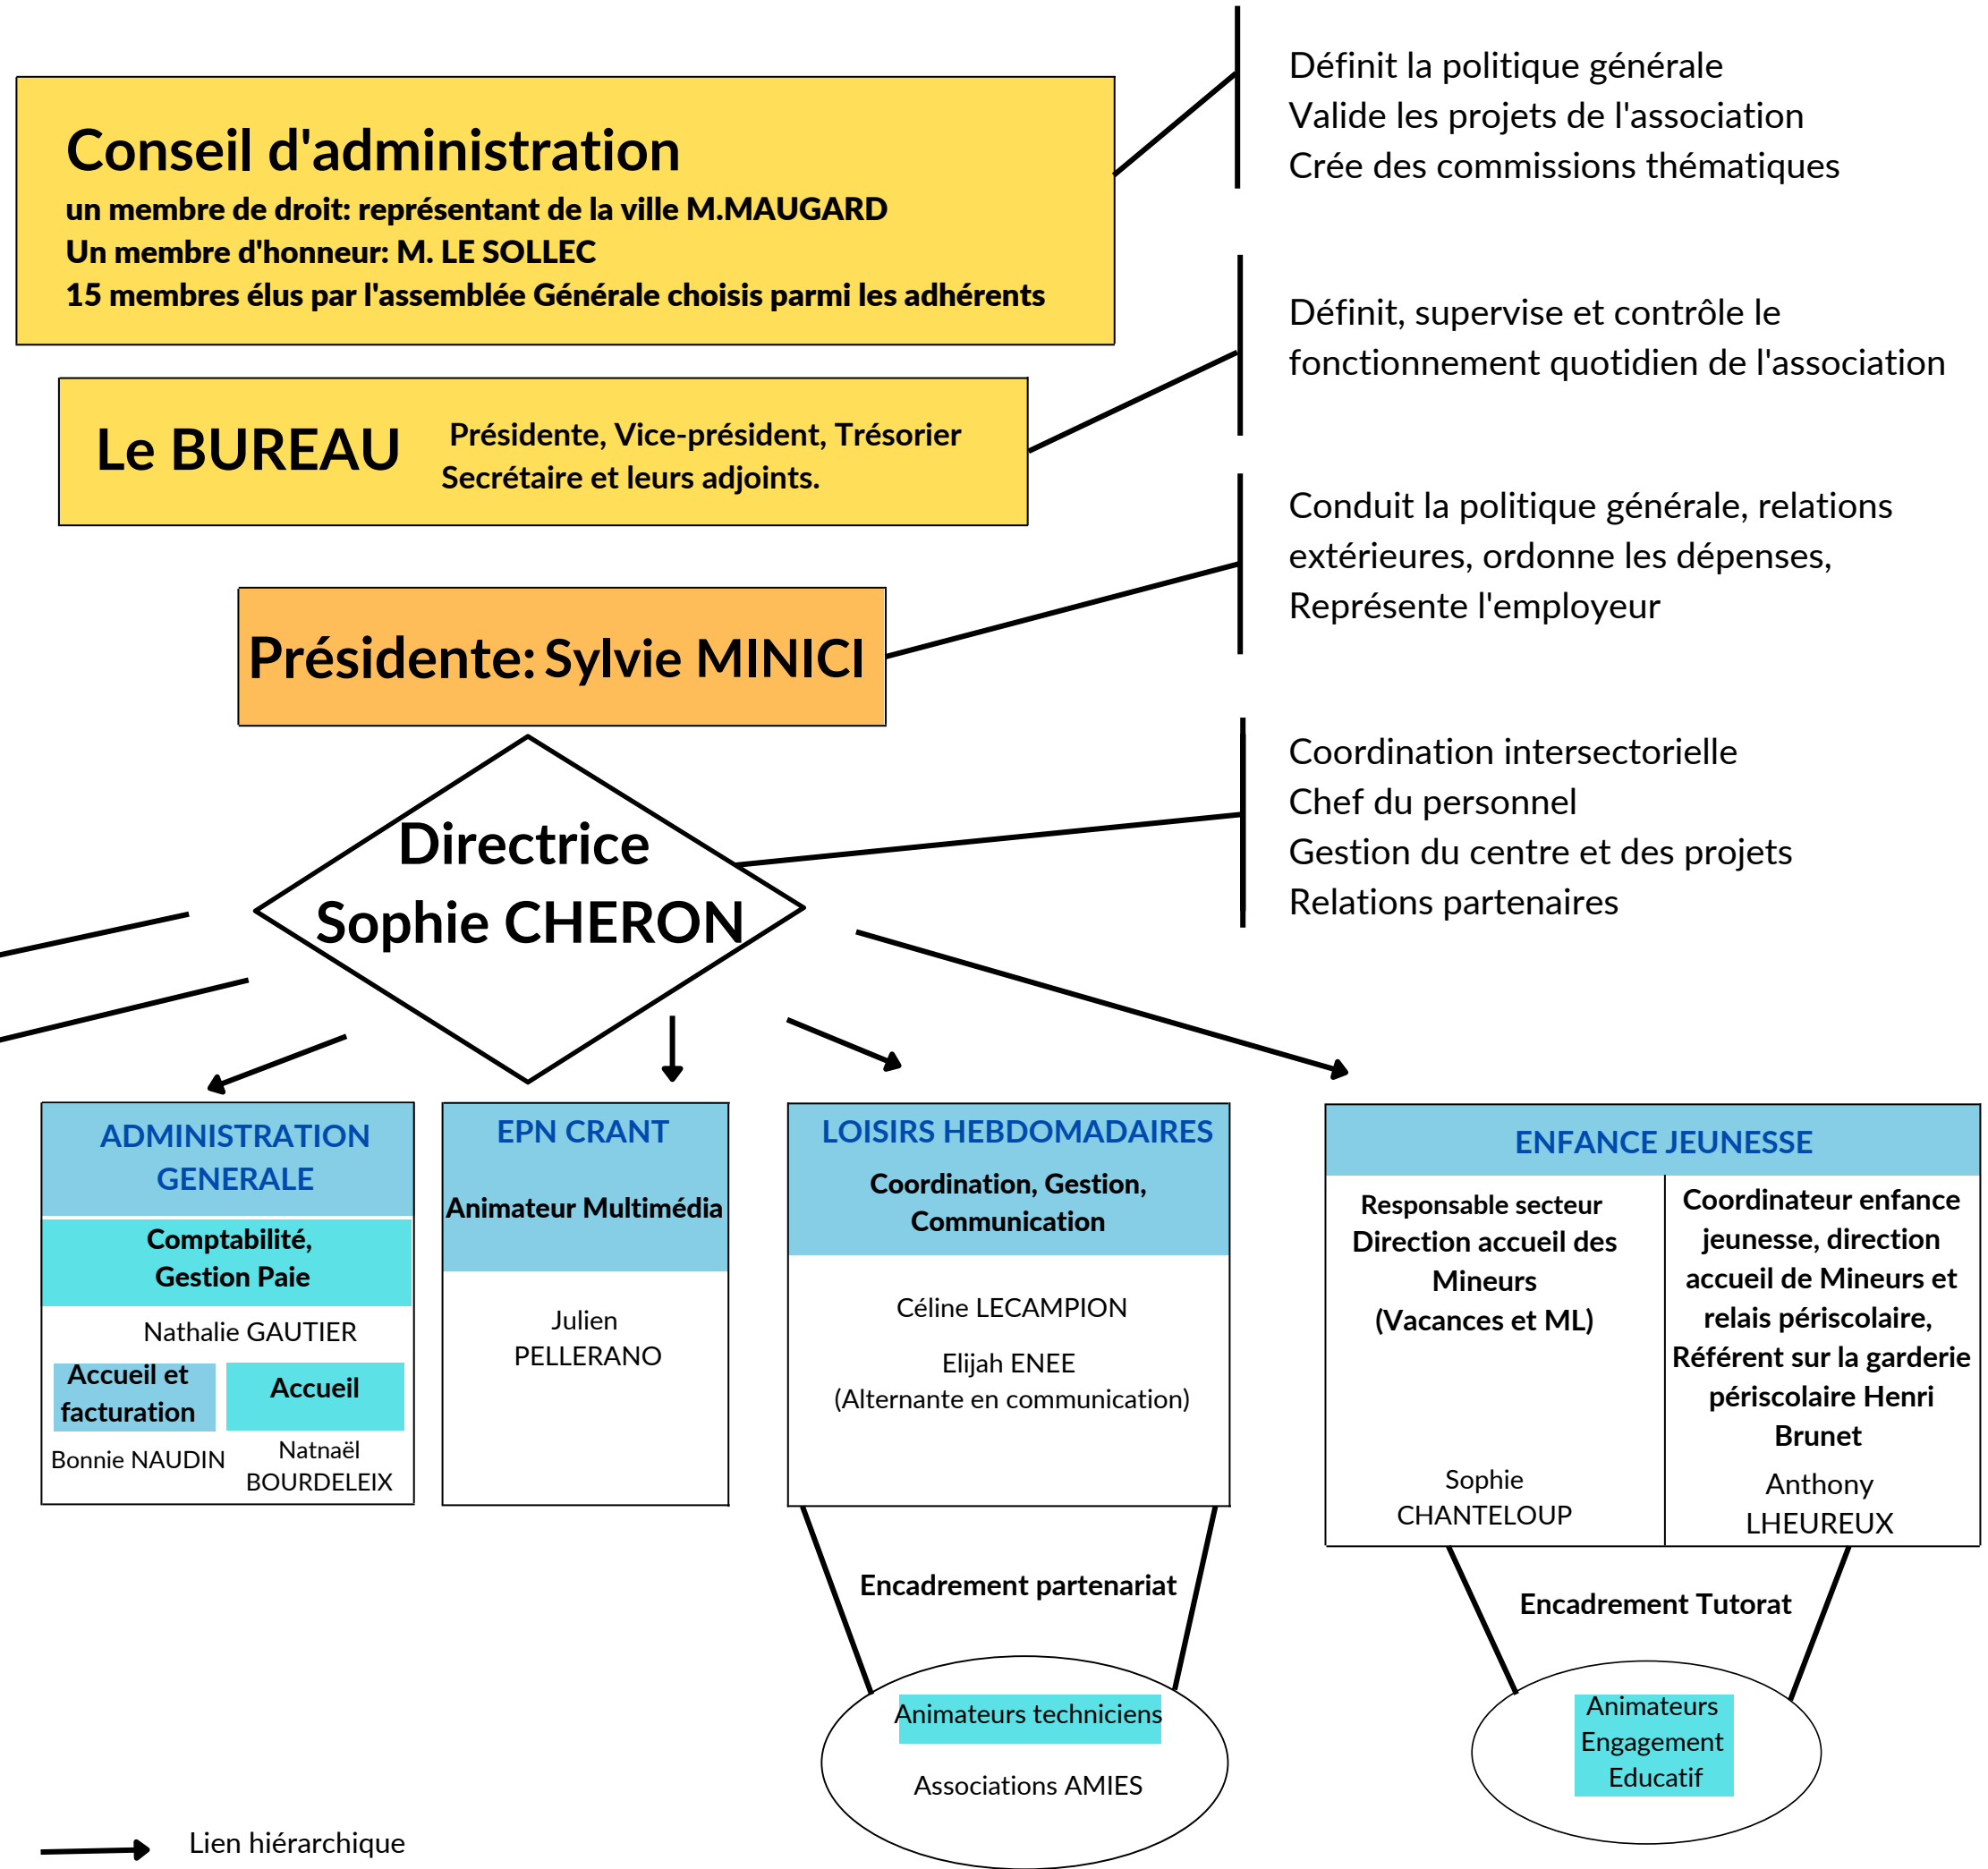 Définit la politique générale
Valide les projets de l'association
Crée des commissions thématiques
Conseil d'administration
un membre de droit: représentant de la ville M.MAUGARD
Un membre d'honneur: M. LE SOLLEC
15 membres élus par l'assemblée Générale choisis parmi les adhérents
Définit, supervise et contrôle le
fonctionnement quotidien de l'association
Le BUREAU
Présidente, Vice-président, Trésorier
Secrétaire et leurs adjoints.
Conduit la politique générale, relations
extérieures, ordonne les dépenses,
Représente l'employeur
Présidente: Sylvie MINICI
Coordination intersectorielle
Chef du personnel
Gestion du centre et des projets
Relations partenaires
Directrice
Sophie CHERON
ADMINISTRATION
GENERALE
Comptabilité,
Gestion Paie
Nathalie GAUTIER
Accueil et
facturation
Bonnie NAUDIN
Accueil
Natnaël
BOURDELEIX
EPN CRANT
Animateur Multimédia
Julien
PELLERANO
LOISIRS HEBDOMADAIRES
Coordination, Gestion,
Communication
Céline LECAMPION
Elijah ENEE
(Alternante en communication)
Encadrement partenariat
Animateurs techniciens
Associations AMIES
ENFANCE JEUNESSE
Responsable secteur
Direction accueil des
Mineurs
(Vacances et ML)
Sophie
CHANTELOUP
Coordinateur enfance
jeunesse, direction
accueil de Mineurs et
relais périscolaire,
Référent sur la garderie
périscolaire Henri
Brunet
Anthony
LHEUREUX
Encadrement Tutorat
Animateurs
Engagement
Educatif
Lien hiérarchique